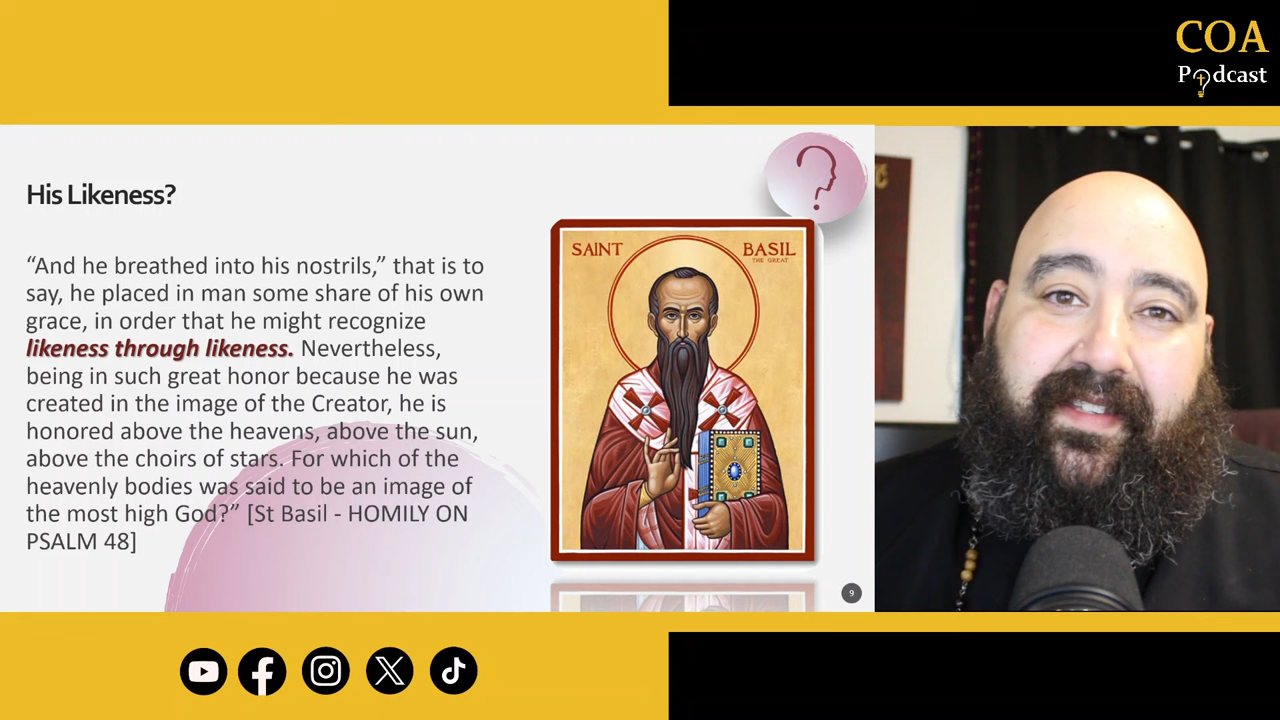 COA
Podcast
His Likeness?
“And he breathed into his nostrils,” that is to
say, he placed in man some share of his own
grace, in order that he might recognize
likeness through likeness. Nevertheless,
being in such great honor because he was
created in the image of the Creator, he is
honored above the heavens, above the sun,
above the choirs of stars. For which of the
heavenly bodies was said to be an image of
the most high God?” [St Basil - HOMILY ON
PSALM 48]
SAINT BASIL
THE GREAT
9